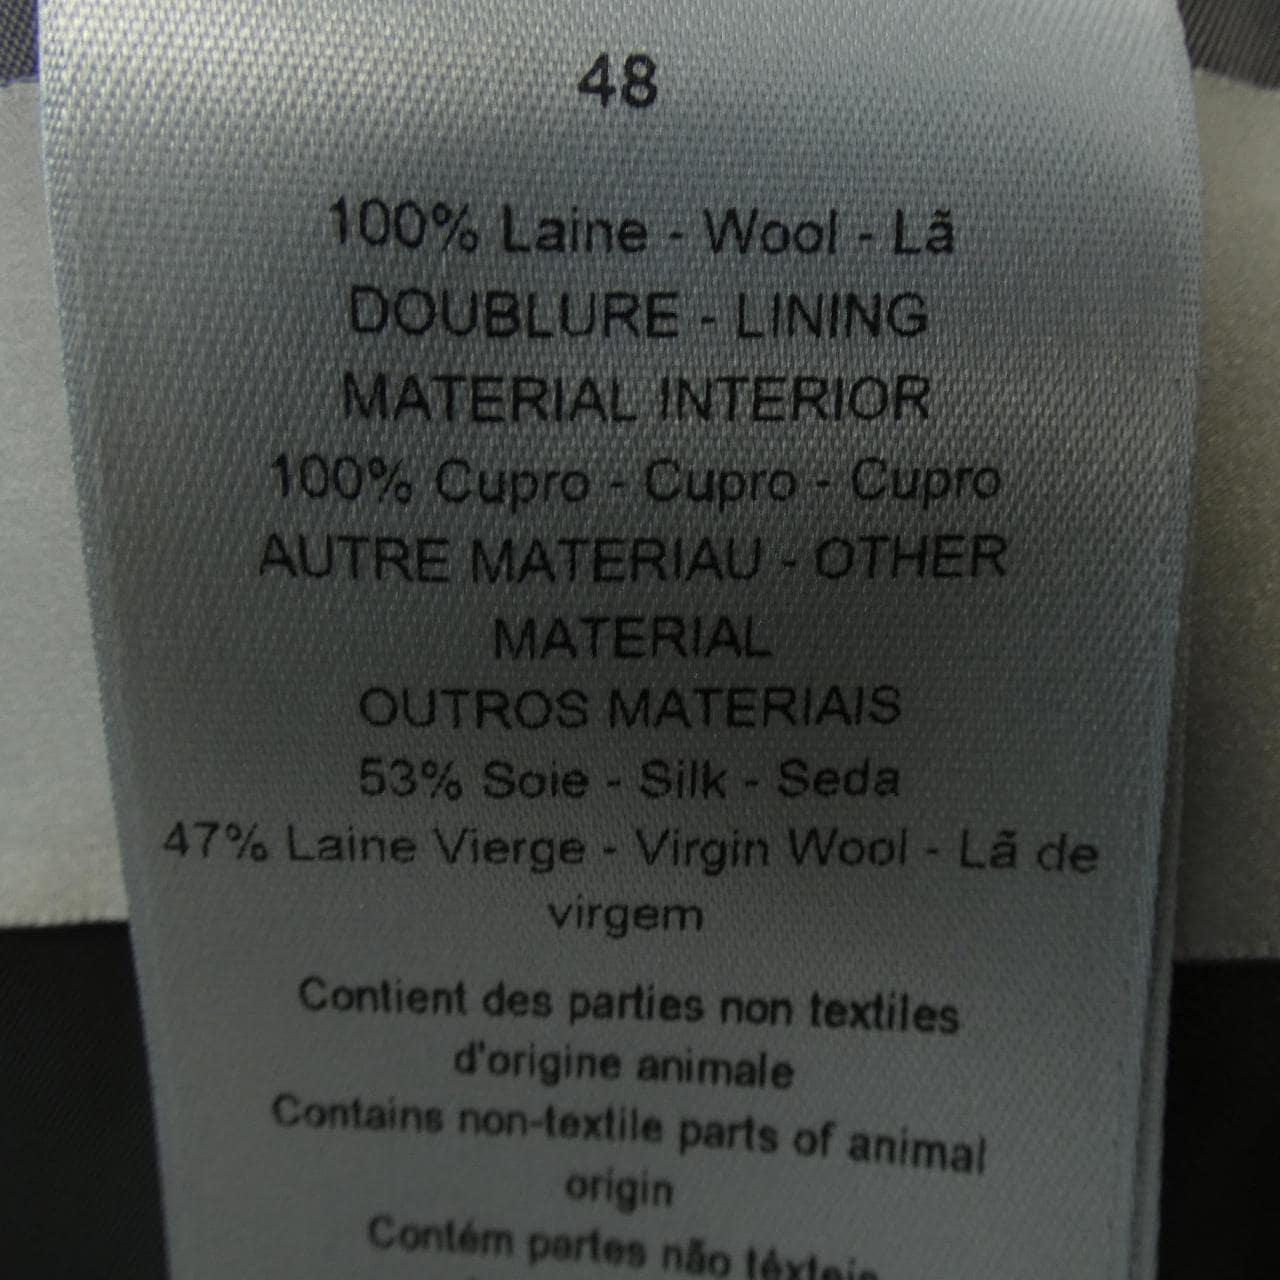 48
100% Laine - Wool - Lã
DOUBLURE - LINING
MATERIAL INTERIOR
100% Cupro - Cupro - Cupro
AUTRE MATERIAU - OTHER
MATERIAL
OUTROS MATERIAIS
53% Soie - Silk - Seda
47% Laine Vierge - Virgin Wool - Lã de
virgem
Contient des parties non textiles
d'origine animale
Contains non-textile parts of animal
origin
Contém partes não têxteis